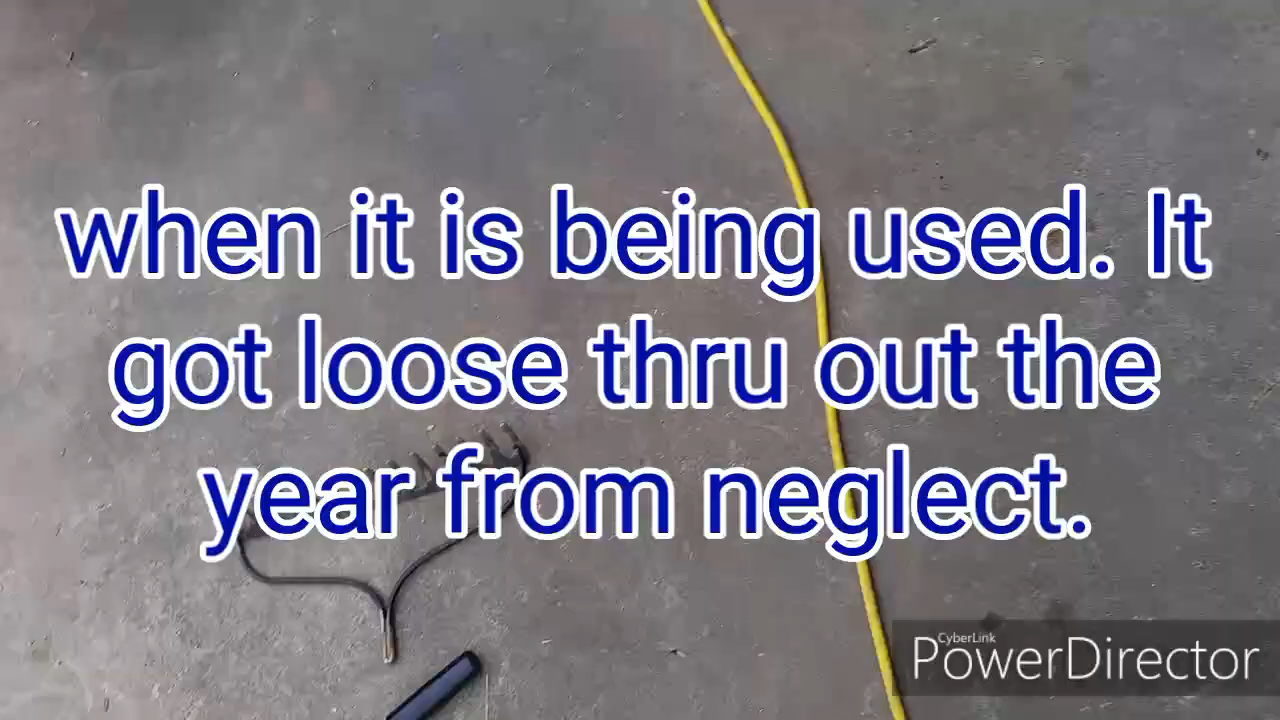 when it is being used. It
got loose thru out the
year from neglect.
CyberLink
PowerDirector